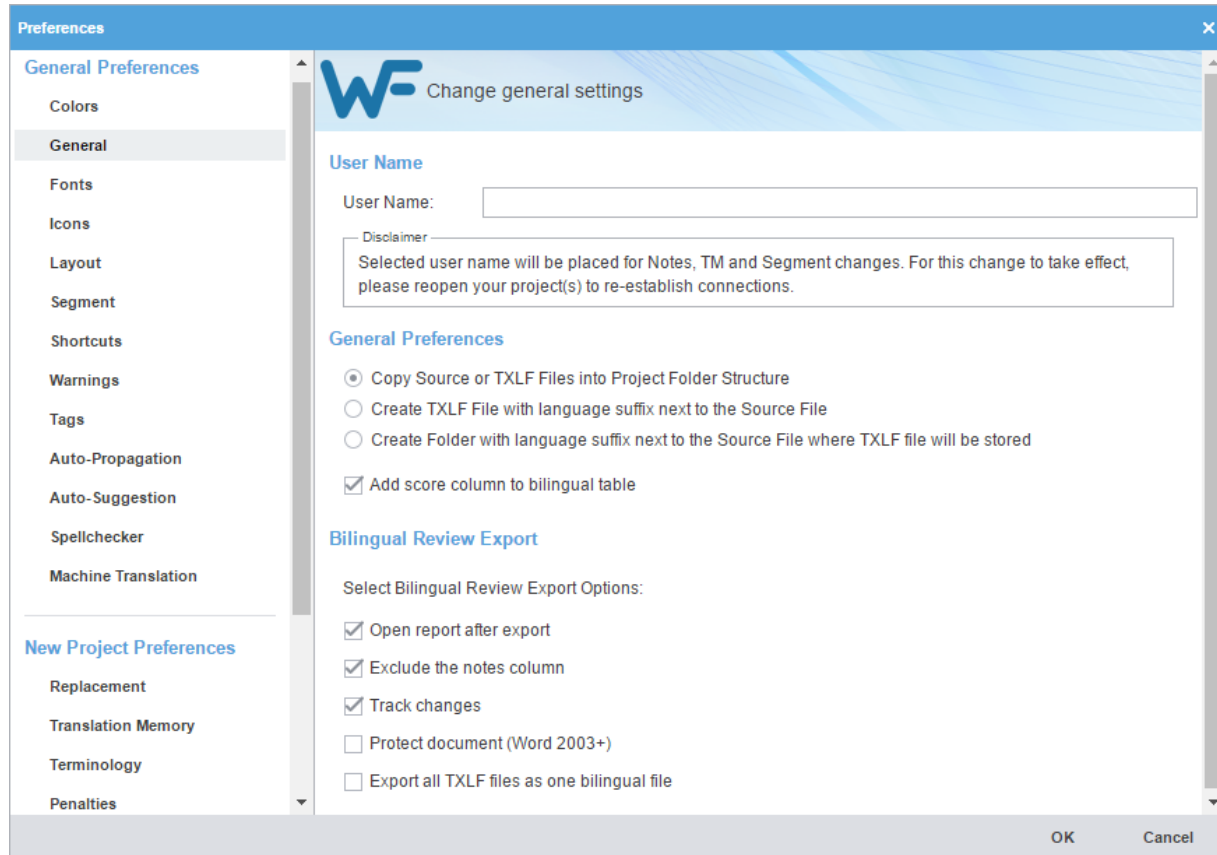 Preferences
General Preferences
Colors
General
Fonts
Icons
Layout
Segment
Shortcuts
Warnings
Tags
Auto-Propagation
Auto-Suggestion
Spellchecker
Machine Translation
New Project Preferences
Replacement
Translation Memory
Terminology
Penalties
WF
Change general settings
User Name
User Name:
Disclaimer
Selected user name will be placed for Notes, TM and Segment changes. For this change to take effect,
please reopen your project(s) to re-establish connections.
General Preferences
Copy Source or TXLF Files into Project Folder Structure
Create TXLF File with language suffix next to the Source File
Create Folder with language suffix next to the Source File where TXLF file will be stored
Add score column to bilingual table
Bilingual Review Export
Select Bilingual Review Export Options:
Open report after export
Exclude the notes column
Track changes
Protect document (Word 2003+)
Export all TXLF files as one bilingual file
OK Cancel